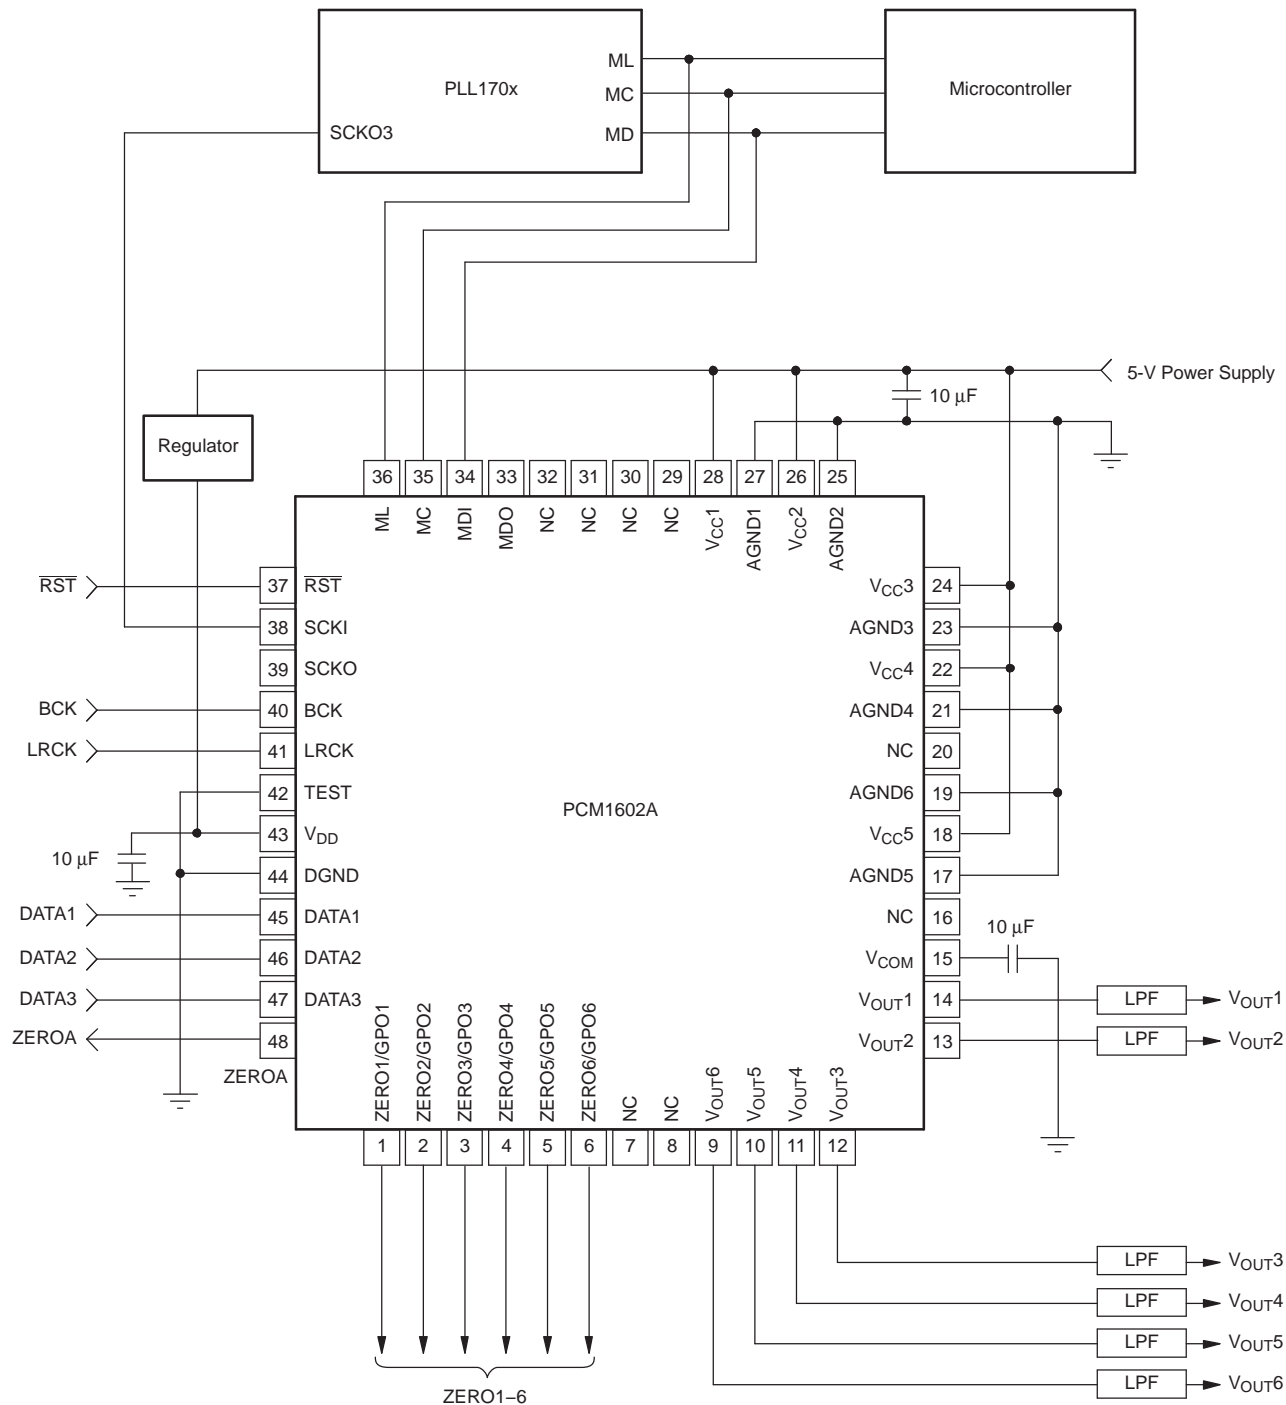 PLL170x
ML
MC
SCKO3
MD
Microcontroller
5-V Power Supply
10 μF
Regulator
36 35 34 33 32 31 30 29 28 27 26 25
ML MC MDI MDO NC NC NC NC VCC1 AGND1 VCC2 AGND2
RST 37 RST
38 SCKI
39 SCKO
BCK 40 BCK
LRCK 41 LRCK
42 TEST
43 VDD
10 μF
44 DGND
DATA1 45 DATA1
DATA2 46 DATA2
DATA3 47 DATA3
ZEROA 48
ZEROA
PCM1602A
VCC3 24
AGND3 23
VCC4 22
AGND4 21
NC 20
AGND6 19
VCC5 18
AGND5 17
NC 16
10 μF
VCOM 15
VOUT1 14 LPF VOUT1
VOUT2 13 LPF VOUT2
ZERO1/GPO1 ZERO2/GPO2 ZERO3/GPO3 ZERO4/GPO4 ZERO5/GPO5 ZERO6/GPO6 NC NC VOUT6 VOUT5 VOUT4 VOUT3
1 2 3 4 5 6 7 8 9 10 11 12
LPF VOUT3
LPF VOUT4
LPF VOUT5
LPF VOUT6
ZERO1–6